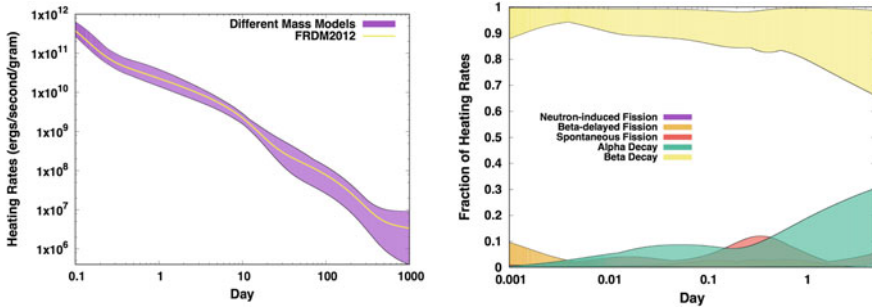 Different Mass Models
FRDM2012
Heating Rates (ergs/second/gram)
1x10^12
1x10^11
1x10^10
1x10^9
1x10^8
1x10^7
1x10^6
0.1 1 10 100 1000
Day
Fraction of Heating Rates
1
0.9
0.8
0.7
0.6
0.5
0.4
0.3
0.2
0.1
0
Neutron-induced Fission
Beta-delayed Fission
Spontaneous Fission
Alpha Decay
Beta Decay
0.001 0.01 0.1 1
Day